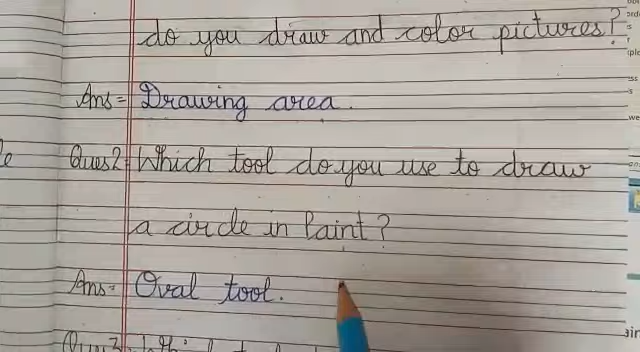 do you draw and color pictures?
Ans= Drawing area.
Ques2 Which tool do you use to draw
a circle in Paint?
Ans= Oval tool.